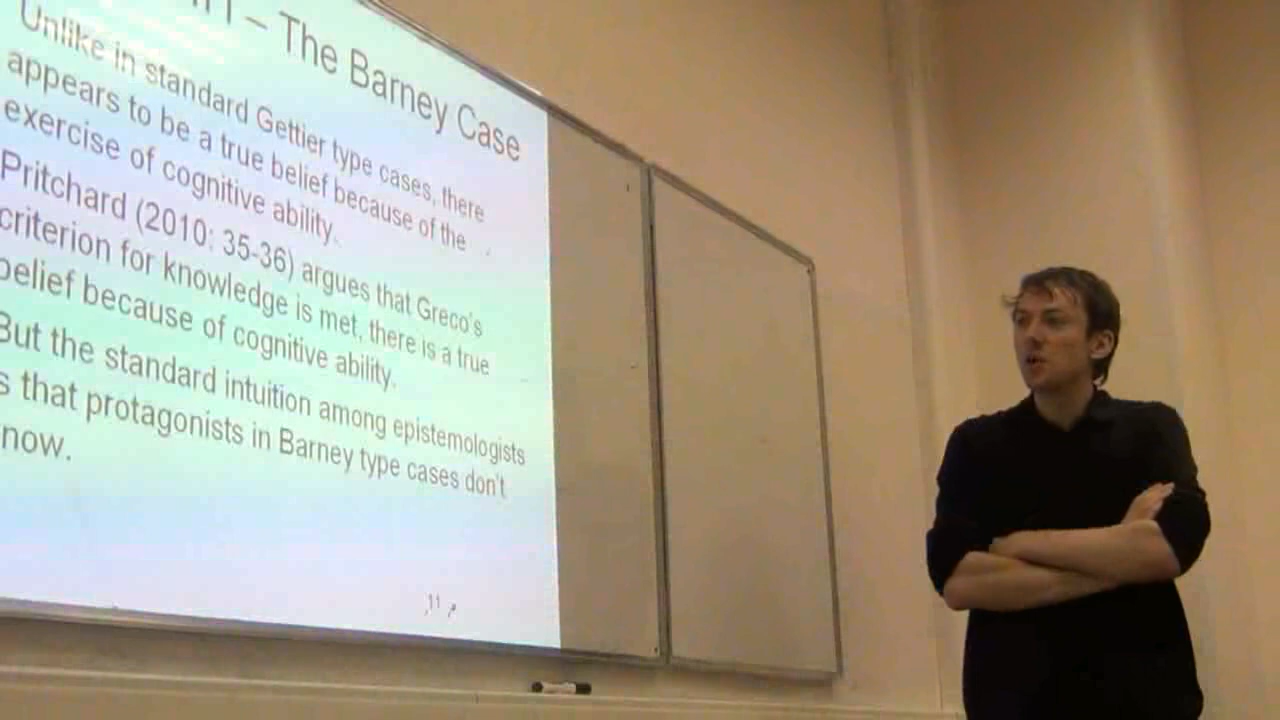 – The Barney Case
Unlike in standard Gettier type cases, there
appears to be a true belief because of the
exercise of cognitive ability.
Pritchard (2010: 35-36) argues that Greco's
criterion for knowledge is met, there is a true
belief because of cognitive ability.
But the standard intuition among epistemologists
s that protagonists in Barney type cases don't
now.
11